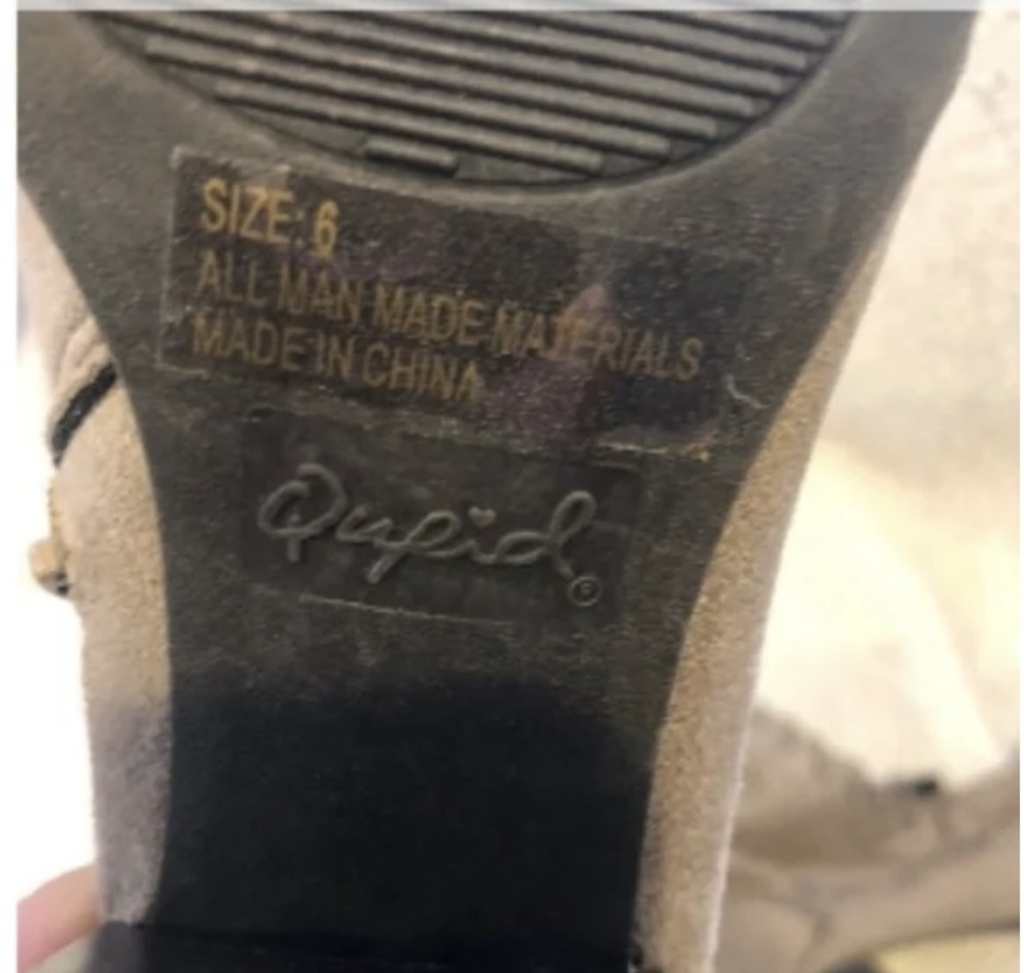 SIZE: 6
ALL MAN MADE MATERIALS
MADE IN CHINA
Qupid®